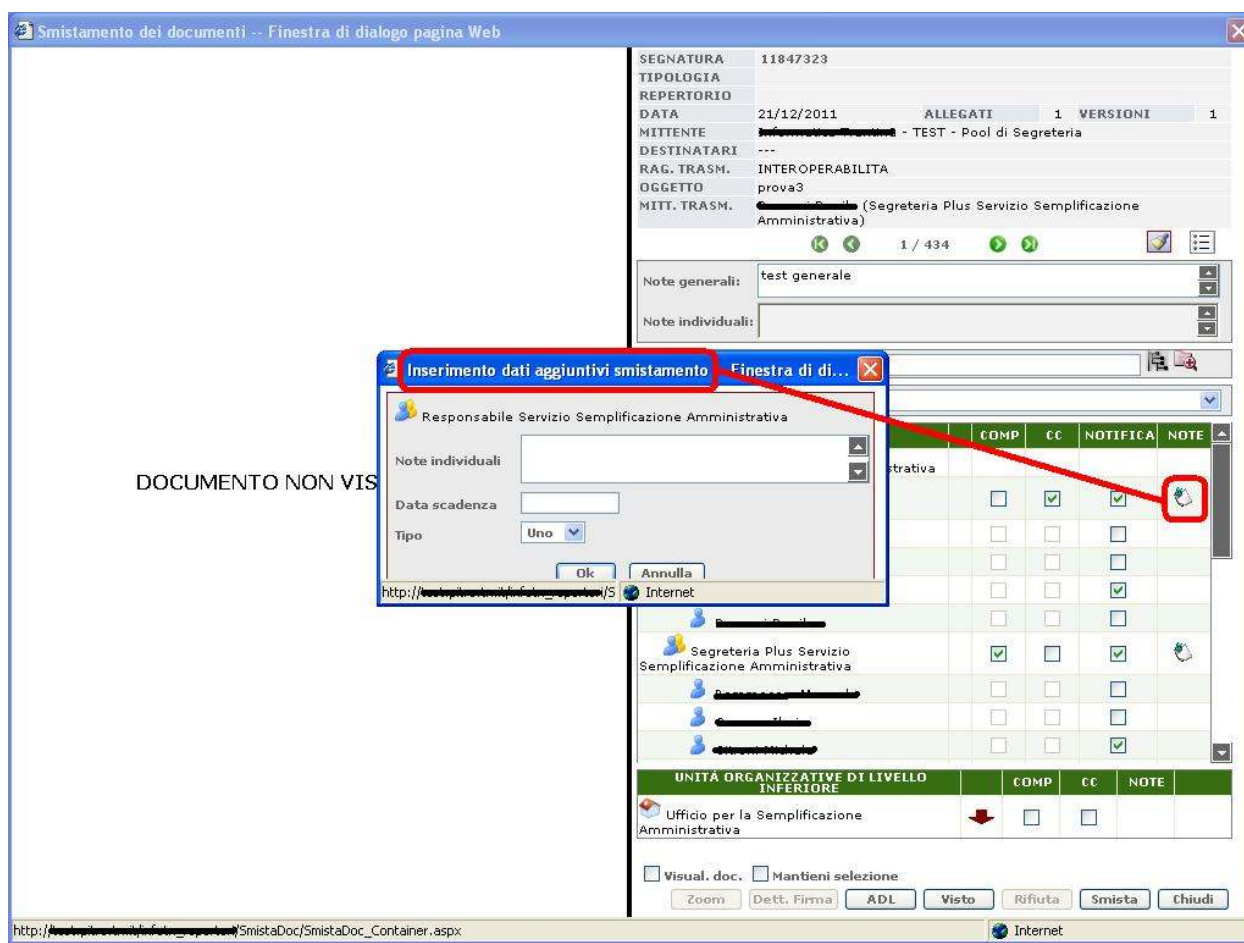 Smistamento dei documenti -- Finestra di dialogo pagina Web
SEGNATURA 11847323
TIPOLOGIA
REPERTORIO
DATA 21/12/2011 ALLEGATI 1 VERSIONI 1
MITTENTE - TEST - Pool di Segreteria
DESTINATARI ---
RAG. TRASM. INTEROPERABILITA
OGGETTO prova3
MITT. TRASM. (Segreteria Plus Servizio Semplificazione
Amministrativa)
1 / 434
Note generali: test generale
Note individuali:
Inserimento dati aggiuntivi smistamento Finestra di di...
Responsabile Servizio Semplificazione Amministrativa
Note individuali
Data scadenza
Tipo Uno
Ok Annulla
http:// /S Internet
COMP CC NOTIFICA NOTE
strativa
DOCUMENTO NON VIS
Segreteria Plus Servizio
Semplificazione Amministrativa
UNITÀ ORGANIZZATIVE DI LIVELLO
INFERIORE COMP CC NOTE
Ufficio per la Semplificazione
Amministrativa
Visual. doc. Mantieni selezione
Zoom Dett. Firma ADL Visto Rifiuta Smista Chiudi
http:// /SmistaDoc/SmistaDoc_Container.aspx Internet